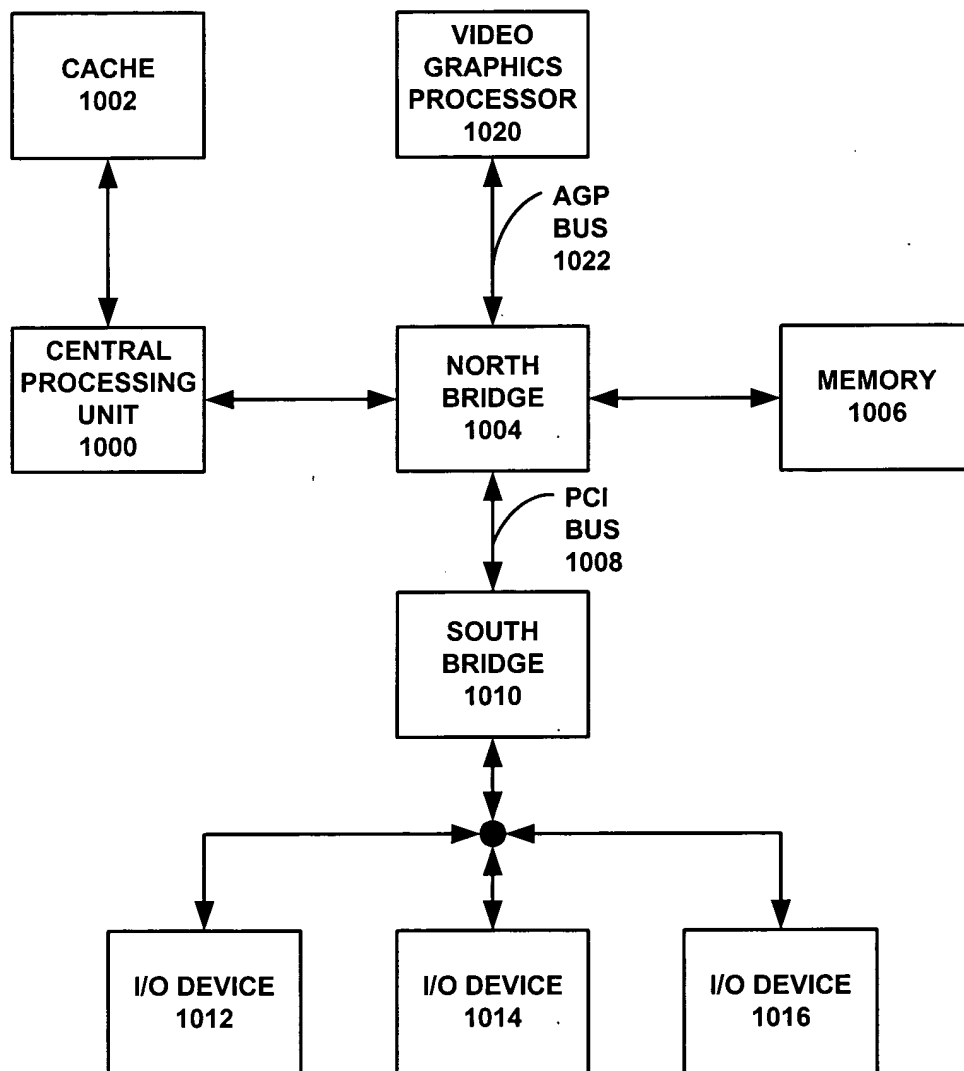 CACHE
1002
VIDEO
GRAPHICS
PROCESSOR
1020
AGP
BUS
1022
CENTRAL
PROCESSING
UNIT
1000
NORTH
BRIDGE
1004
MEMORY
1006
PCI
BUS
1008
SOUTH
BRIDGE
1010
I/O DEVICE
1012
I/O DEVICE
1014
I/O DEVICE
1016